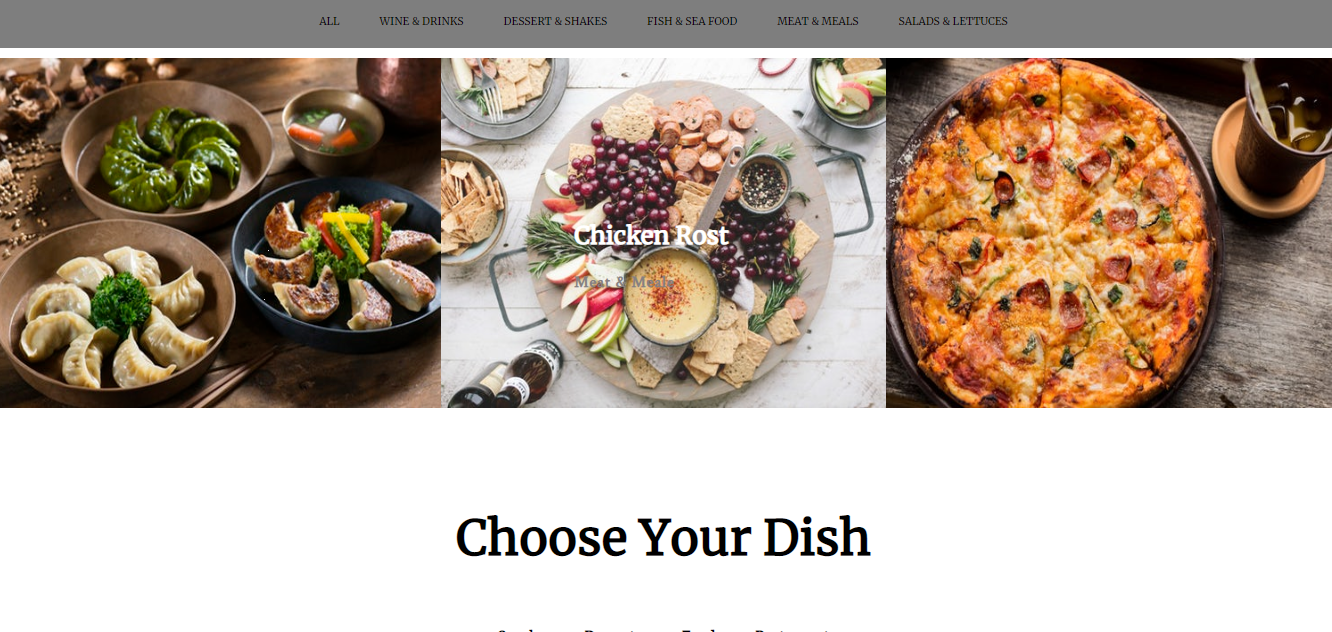 ALL WINE & DRINKS DESSERT & SHAKES FISH & SEA FOOD MEAT & MEALS SALADS & LETTUCES
Chicken Rost
Meat & Meals
Choose Your Dish